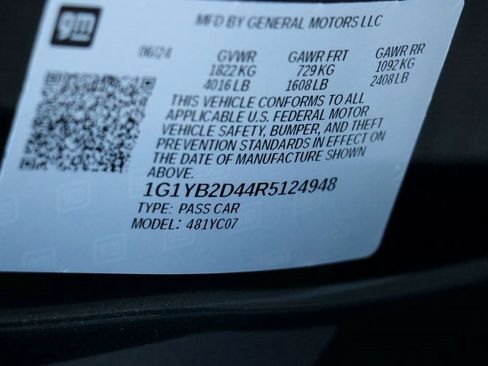 gm
MFD BY GENERAL MOTORS LLC
06/24 GVWR GAWR FRT GAWR RR
1822 KG 729 KG 1092 KG
4016 LB 1608 LB 2408 LB
THIS VEHICLE CONFORMS TO ALL
APPLICABLE U.S. FEDERAL MOTOR
VEHICLE SAFETY, BUMPER, AND THEFT
PREVENTION STANDARDS IN EFFECT ON
THE DATE OF MANUFACTURE SHOWN
ABOVE.
1G1YB2D44R5124948
TYPE: PASS CAR
MODEL: 481YC07